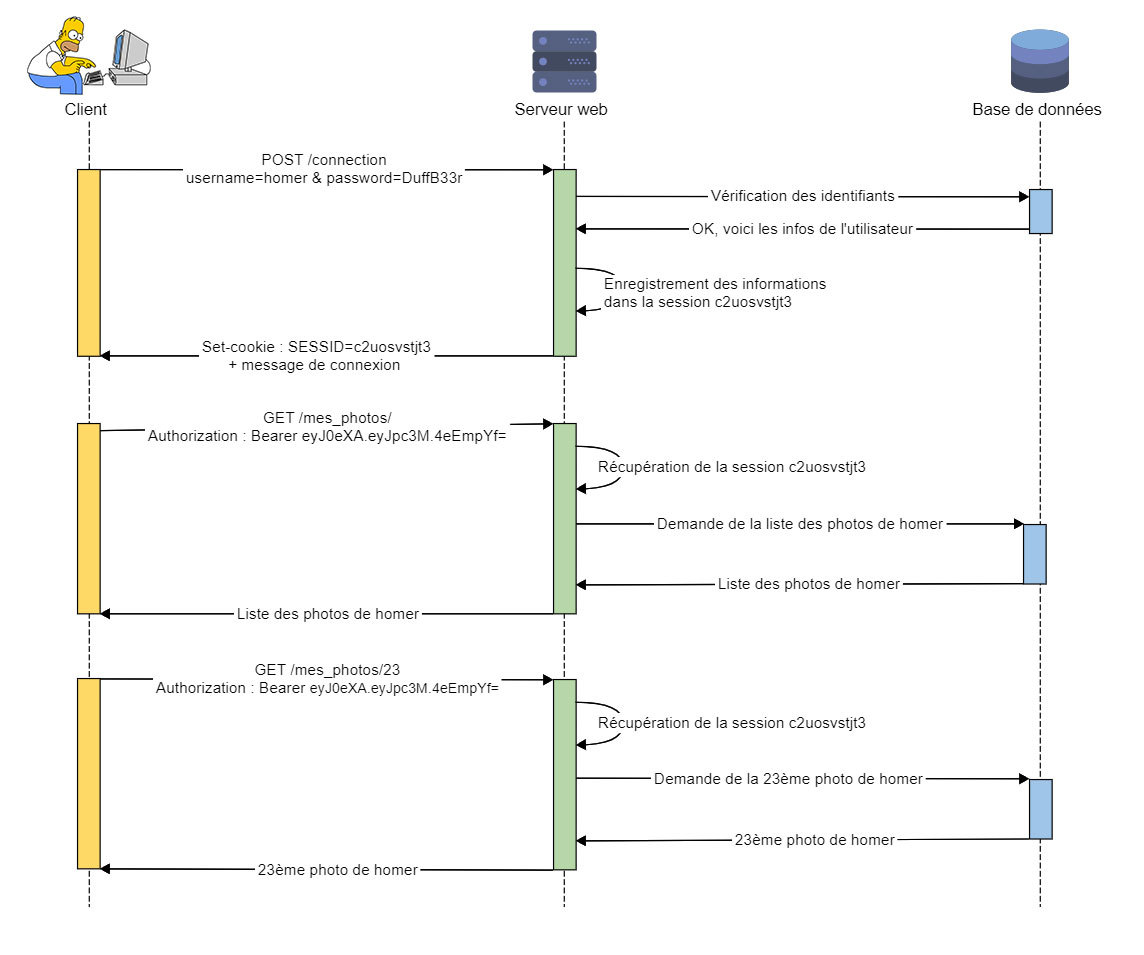 Client
Serveur web
Base de données
POST /connection
username=homer & password=DuffB33r
Vérification des identifiants
OK, voici les infos de l'utilisateur
Enregistrement des informations
dans la session c2uosvstjt3
Set-cookie : SESSID=c2uosvstjt3
+ message de connexion
GET /mes_photos/
Authorization : Bearer eyJ0eXA.eyJpc3M.4eEmpYf=
Récupération de la session c2uosvstjt3
Demande de la liste des photos de homer
Liste des photos de homer
Liste des photos de homer
GET /mes_photos/23
Authorization : Bearer eyJ0eXA.eyJpc3M.4eEmpYf=
Récupération de la session c2uosvstjt3
Demande de la 23ème photo de homer
23ème photo de homer
23ème photo de homer